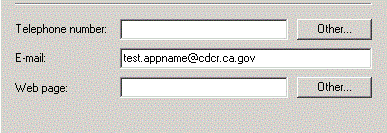 Telephone number: Other...
E-mail: test.appname@cdcr.ca.gov
Web page: Other...